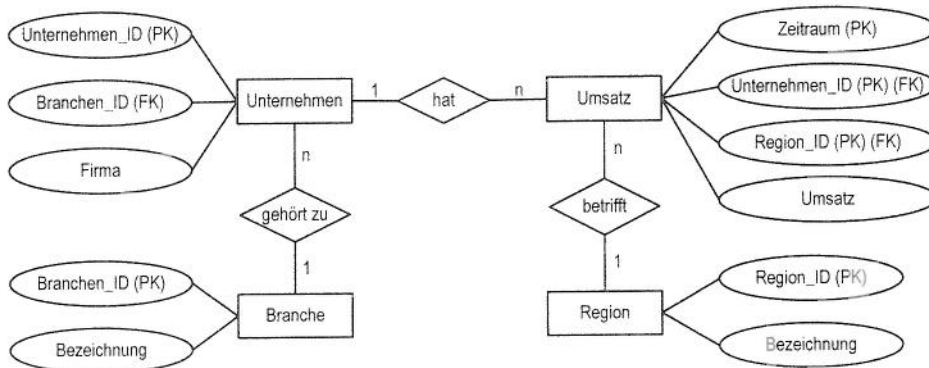 Unternehmen_ID (PK)
Branchen_ID (FK)
Firma
Unternehmen
1
hat
n
Umsatz
Zeitraum (PK)
Unternehmen_ID (PK) (FK)
Region_ID (PK) (FK)
Umsatz
n
gehört zu
1
n
betrifft
1
Branchen_ID (PK)
Bezeichnung
Branche
Region
Region_ID (PK)
Bezeichnung